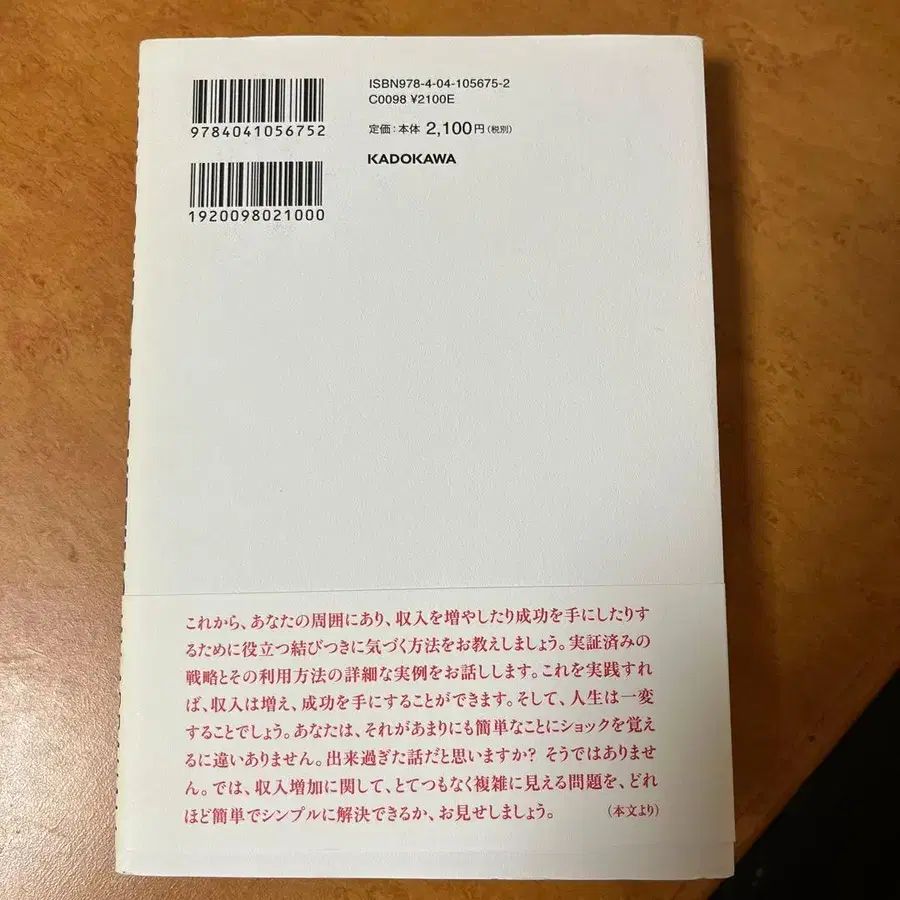 ISBN978-4-04-105675-2
C0098 ¥2100E
9784041056752
定価：本体 2,100円（税別）
KADOKAWA
1920098021000
これから、あなたの周囲にあり、収入を増やしたり成功を手にしたりす
るために役立つ結びつきに気づく方法をお教えしましょう。実証済みの
戦略とその利用方法の詳細な実例をお話しします。これを実践すれ
ば、収入は増え、成功を手にすることができます。そして、人生は一変
することでしょう。あなたは、それがあまりにも簡単なことにショックを覚え
るに違いありません。出来過ぎた話だと思いますか？ そうではありませ
ん。では、収入増加に関して、とてつもなく複雑に見える問題を、どれ
ほど簡単でシンプルに解決できるか、お見せしましょう。　（本文より）